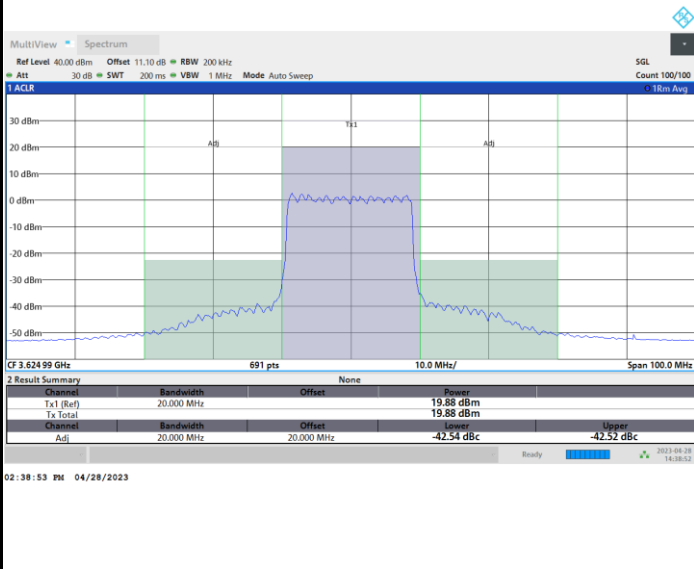 MultiView Spectrum
Ref Level 40.00 dBm Offset 11.10 dB RBW 200 kHz SGL
Att 30 dB SWT 200 ms VBW 1 MHz Mode Auto Sweep Count 100/100
1 ACLR 1Rm Avg
30 dBm
Tx1
20 dBm Adj Adj
10 dBm
0 dBm
-10 dBm
-20 dBm
-30 dBm
-40 dBm
-50 dBm
CF 3.624 99 GHz 691 pts 10.0 MHz/ Span 100.0 MHz
2 Result Summary None
Channel Bandwidth Offset Power
Tx1 (Ref) 20.000 MHz 19.88 dBm
Tx Total 19.88 dBm
Channel Bandwidth Offset Lower Upper
Adj 20.000 MHz 20.000 MHz -42.54 dBc -42.52 dBc
Ready 2023-04-28
14:38:52
02:38:53 PM 04/28/2023